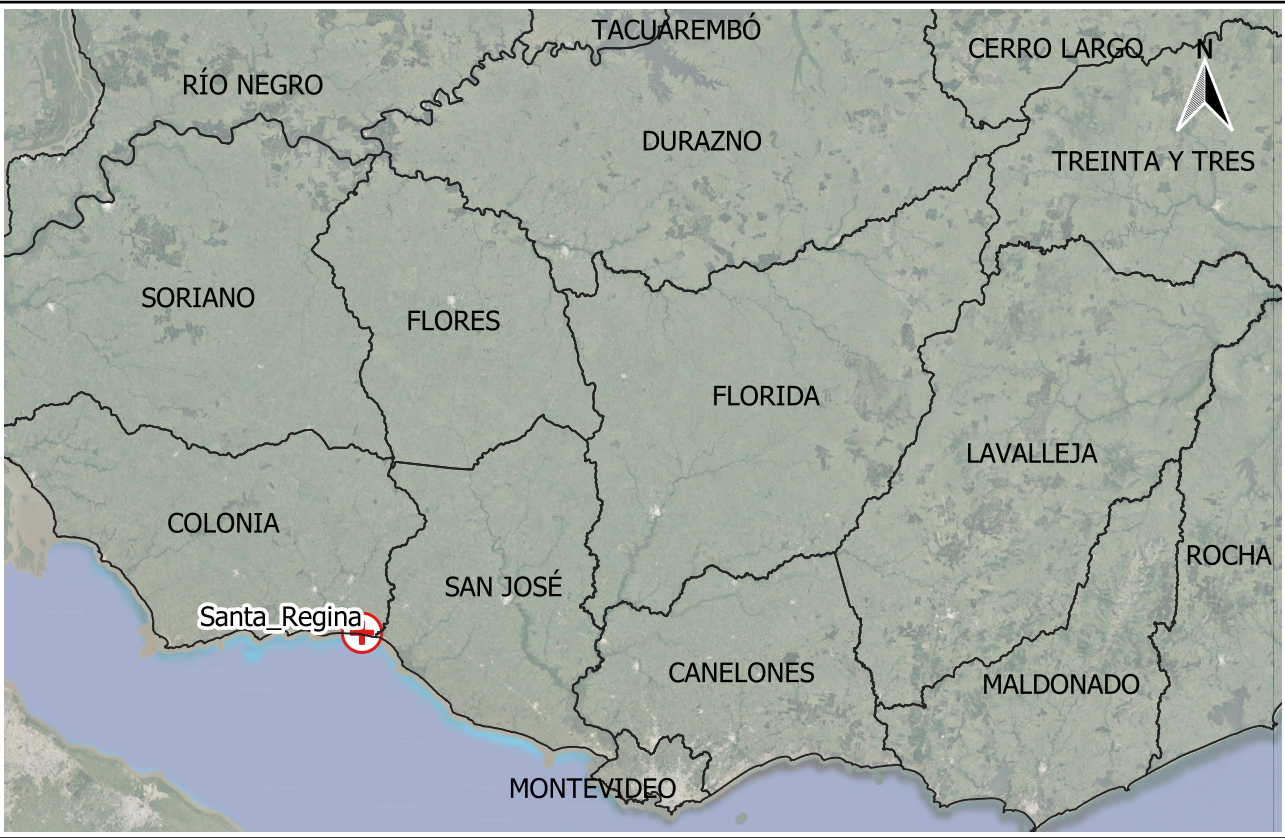 TACUAREMBÓ
CERRO LARGO
N
RÍO NEGRO
DURAZNO
TREINTA Y TRES
SORIANO
FLORES
FLORIDA
LAVALLEJA
COLONIA
ROCHA
SAN JOSÉ
Santa_Regina
CANELONES
MALDONADO
MONTEVIDEO